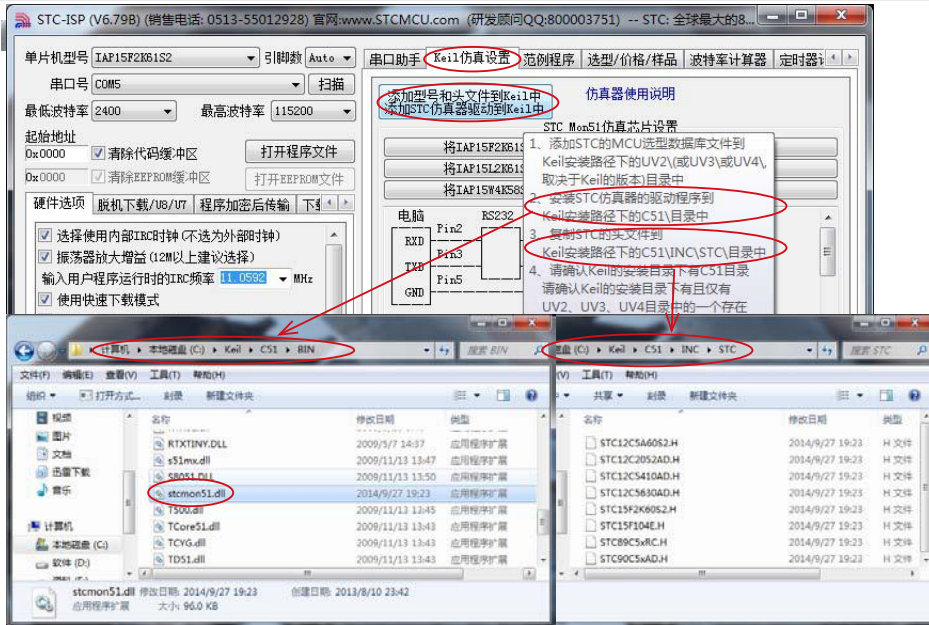 STC-ISP (V6.79B) (销售电话: 0513-55012928) 官网:www.STCMCU.com (研发顾问QQ:800003751) -- STC: 全球最大的8...
单片机型号 IAP15F2K61S2 引脚数 Auto
串口号 COM5 扫描
最低波特率 2400 最高波特率 115200
起始地址
0x0000 清除代码缓冲区 打开程序文件
0x0000 清除EEPROM缓冲区 打开EEPROM文件
硬件选项 脱机下载/U8/U7 程序加密后传输
选择使用内部IRC时钟(不选为外部时钟)
振荡器放大增益(12M以上建议选择)
输入用户程序运行时的IRC频率 11.0592 MHz
使用快速下载模式
串口助手 Keil仿真设置 范例程序 选型/价格/样品 波特率计算器 定时器
添加型号和头文件到Keil中
添加STC仿真器驱动到Keil中
仿真器使用说明
STC Mon51仿真芯片设置
将IAP15F2K61S
将IAP15L2K61S
将IAP15W4K58S
电脑 RS232
RXD Pin2
TXD Pin3
GND Pin5
1、添加STC的MCU选型数据库文件到
Keil安装路径下的UV2\(或UV3\或UV4\,
取决于Keil的版本)目录中
2、安装STC仿真器的驱动程序到
Keil安装路径下的C51\目录中
3、复制STC的头文件到
Keil安装路径下的C51\INC\STC\目录中
4、请确认Keil的安装目录下有C51目录
请确认Keil的安装目录下有且仅有
UV2、UV3、UV4目录中的一个存在
计算机 本地磁盘 (C:) Keil C51 BIN 搜索 BIN
文件(F) 编辑(E) 查看(V) 工具(T) 帮助(H)
组织 打开方式... 刻录 新建文件夹
视频
图片
文档
迅雷下载
音乐
计算机
本地磁盘 (C:)
软件 (D:)
名称 修改日期 类型
RTXTINY.DLL 2009/5/7 14:37 应用程序扩展
s51mx.dll 2009/11/13 13:47 应用程序扩展
S8051.DLL 2009/11/13 13:50 应用程序扩展
stcmon51.dll 2014/9/27 19:23 应用程序扩展
T500.dll 2009/11/13 13:45 应用程序扩展
TCore51.dll 2009/11/13 13:43 应用程序扩展
TCYG.dll 2009/11/13 13:43 应用程序扩展
TD51.dll 2009/11/13 13:43 应用程序扩展
stcmon51.dll 修改日期: 2014/9/27 19:23 创建日期: 2013/8/10 23:42
应用程序扩展 大小: 96.0 KB
磁盘 (C:) Keil C51 INC STC 搜索 STC
(V) 工具(T) 帮助(H)
共享 刻录 新建文件夹
名称 修改日期 类型
STC12C5A60S2.H 2014/9/27 19:23 H 文件
STC12C2052AD.H 2014/9/27 19:23 H 文件
STC12C5410AD.H 2014/9/27 19:23 H 文件
STC12C5630AD.H 2014/9/27 19:23 H 文件
STC15F2K60S2.H 2014/9/27 19:23 H 文件
STC15F104E.H 2014/9/27 19:23 H 文件
STC89C5xRC.H 2014/9/27 19:23 H 文件
STC90C5xAD.H 2014/9/27 19:23 H 文件